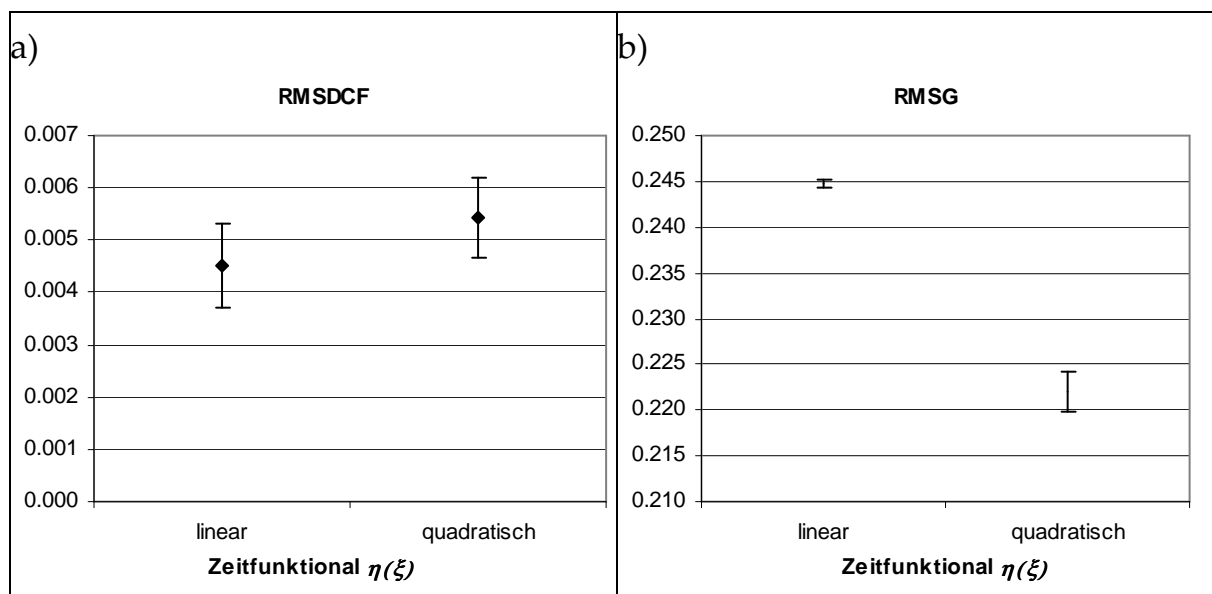 a)
RMSDCF
0.007
0.006
0.005
0.004
0.003
0.002
0.001
0.000
linear quadratisch
Zeitfunktional η(ξ)
b)
RMSG
0.250
0.245
0.240
0.235
0.230
0.225
0.220
0.215
0.210
linear quadratisch
Zeitfunktional η(ξ)